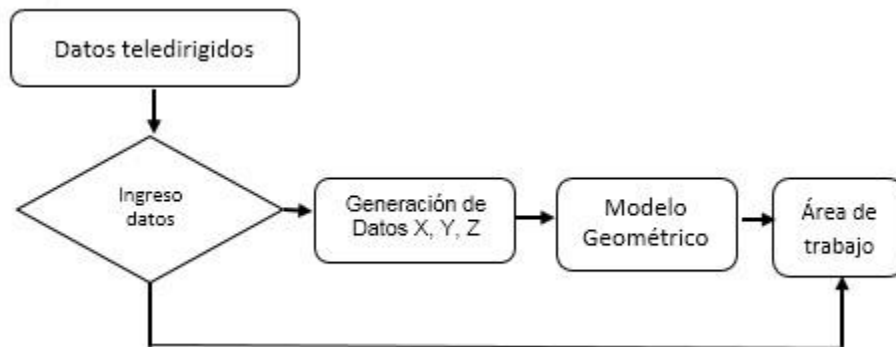 Datos teledirigidos
Ingreso
datos
Generación de
Datos X, Y, Z
Modelo
Geométrico
Área de
trabajo